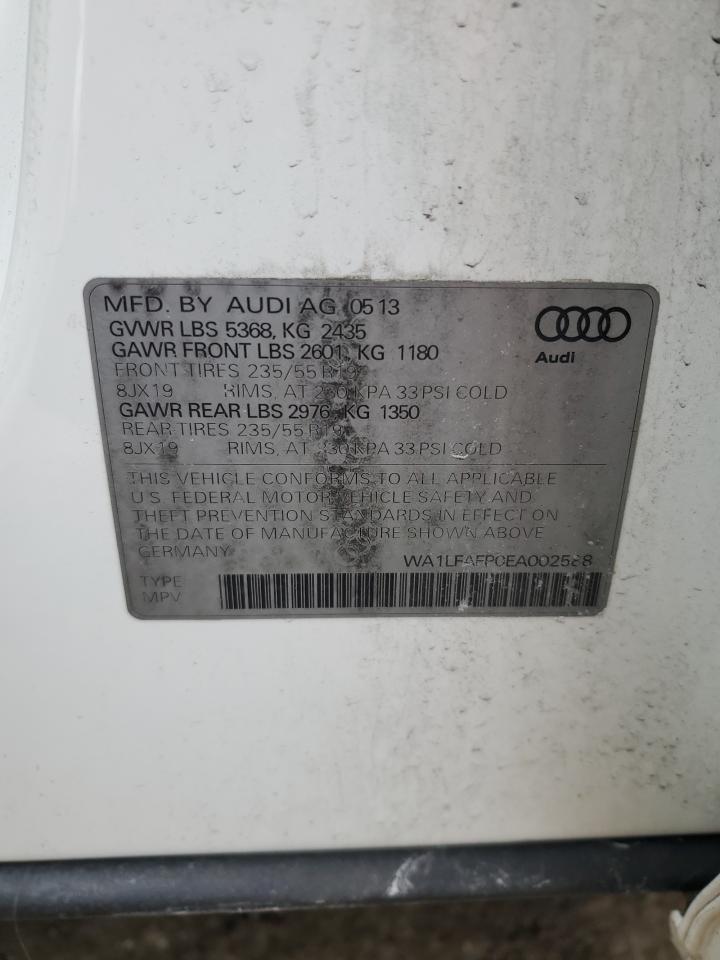 MFD. BY AUDI AG 0513
GVWR LBS 5368, KG 2435
GAWR FRONT LBS 2601, KG 1180
FRONT TIRES 235/55 R19
8JX19 RIMS, AT KPA 33 PSI COLD
GAWR REAR LBS 2976, KG 1350
REAR TIRES 235/55 R19
8JX19 RIMS, AT KPA 33 PSI COLD
Audi
THIS VEHICLE CONFORMS TO ALL APPLICABLE
U.S. FEDERAL MOTOR VEHICLE SAFETY AND
THEFT PREVENTION STANDARDS IN EFFECT ON
THE DATE OF MANUFACTURE SHOWN ABOVE
GERMANY
TYPE
MPV